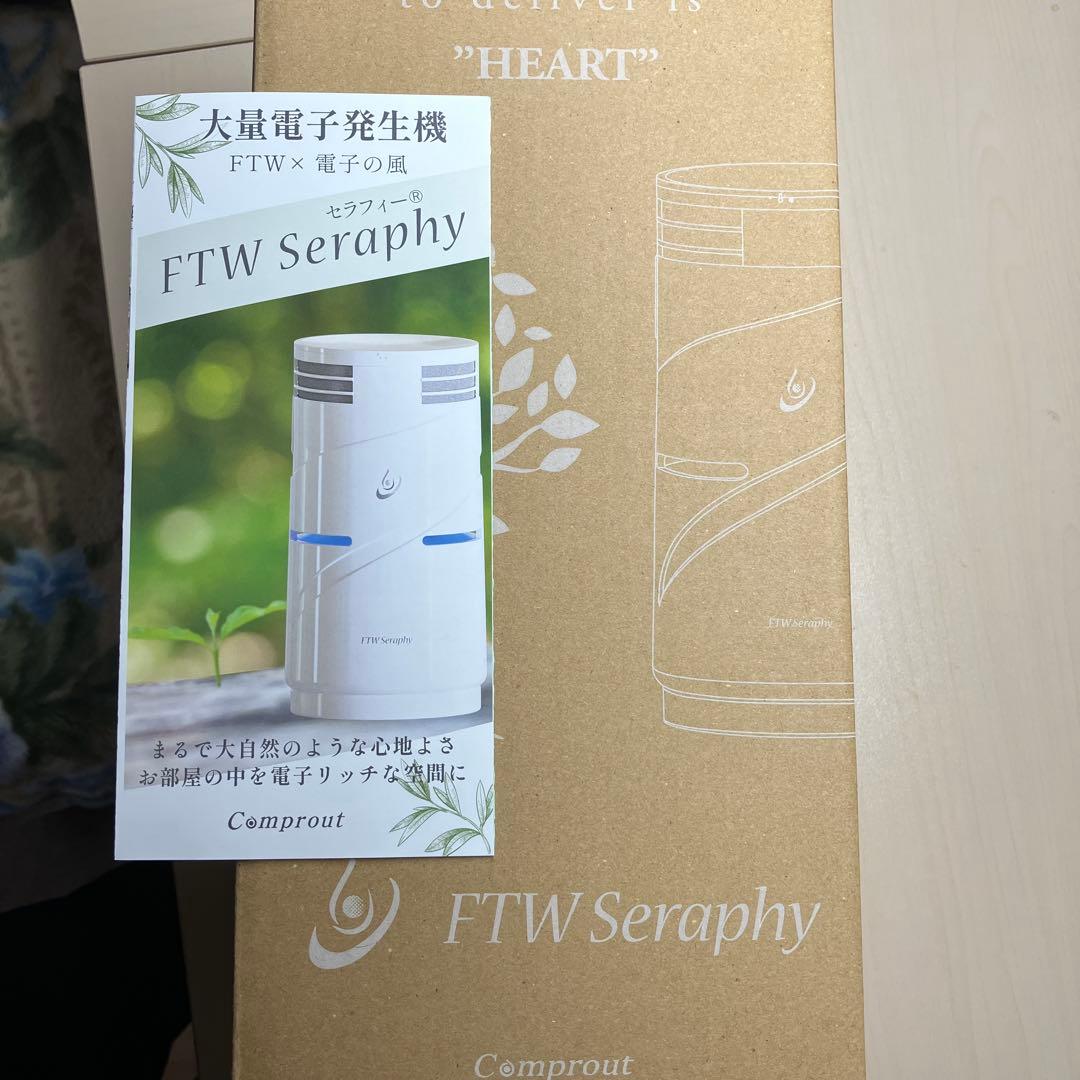 to deliver is
”HEART”
大量電子発生機
FTW× 電子の風
セラフィー®
FTW Seraphy
FTW Seraphy
まるで大自然のような心地よさ
お部屋の中を電子リッチな空間に
Comprout
FTW Seraphy
FTW Seraphy
Comprout